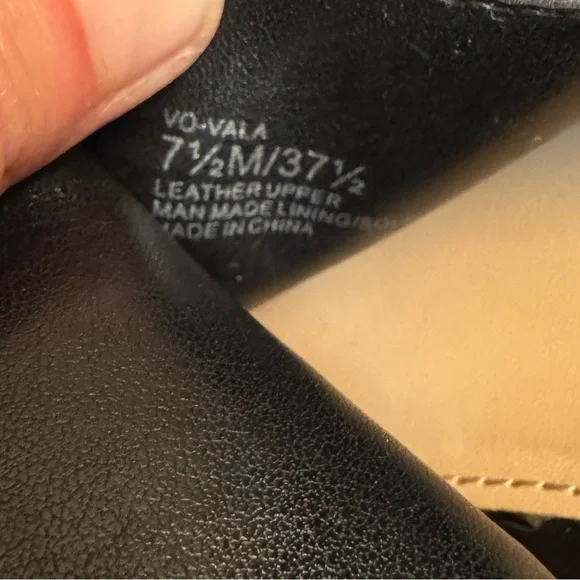 VO-VALA
7½M/37½
LEATHER UPPER
MAN MADE LINING/
MADE IN CHINA